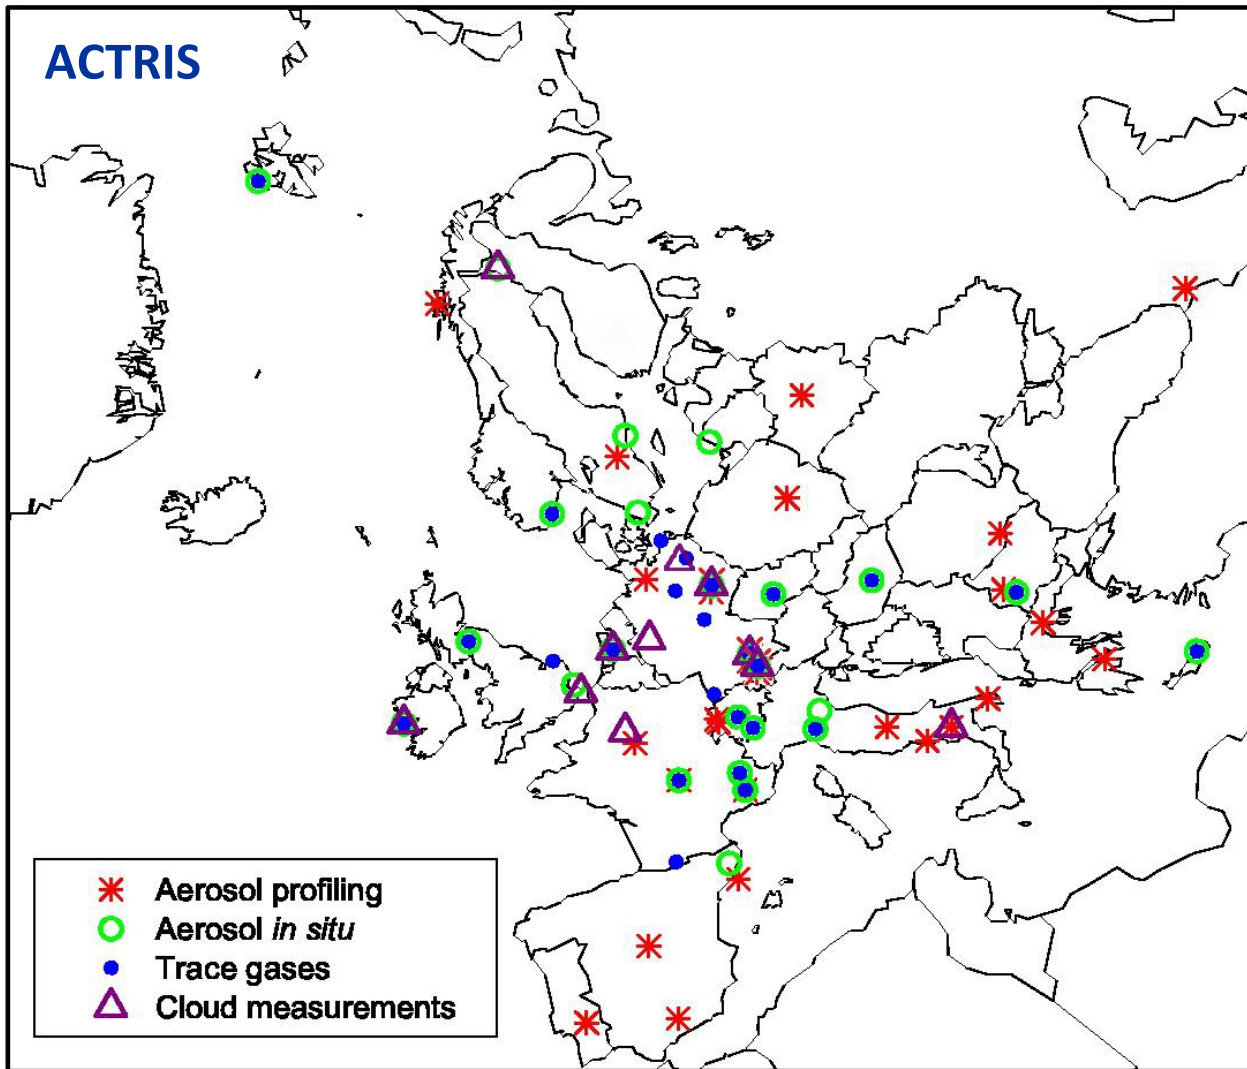 ACTRIS
Aerosol profiling
Aerosol in situ
Trace gases
Cloud measurements